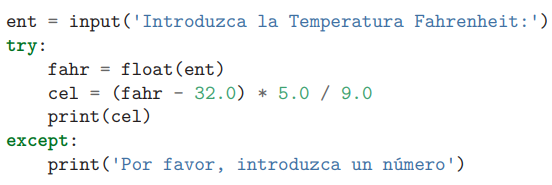 ent = input('Introduzca la Temperatura Fahrenheit:')
try:
    fahr = float(ent)
    cel = (fahr - 32.0) * 5.0 / 9.0
    print(cel)
except:
    print('Por favor, introduzca un número')